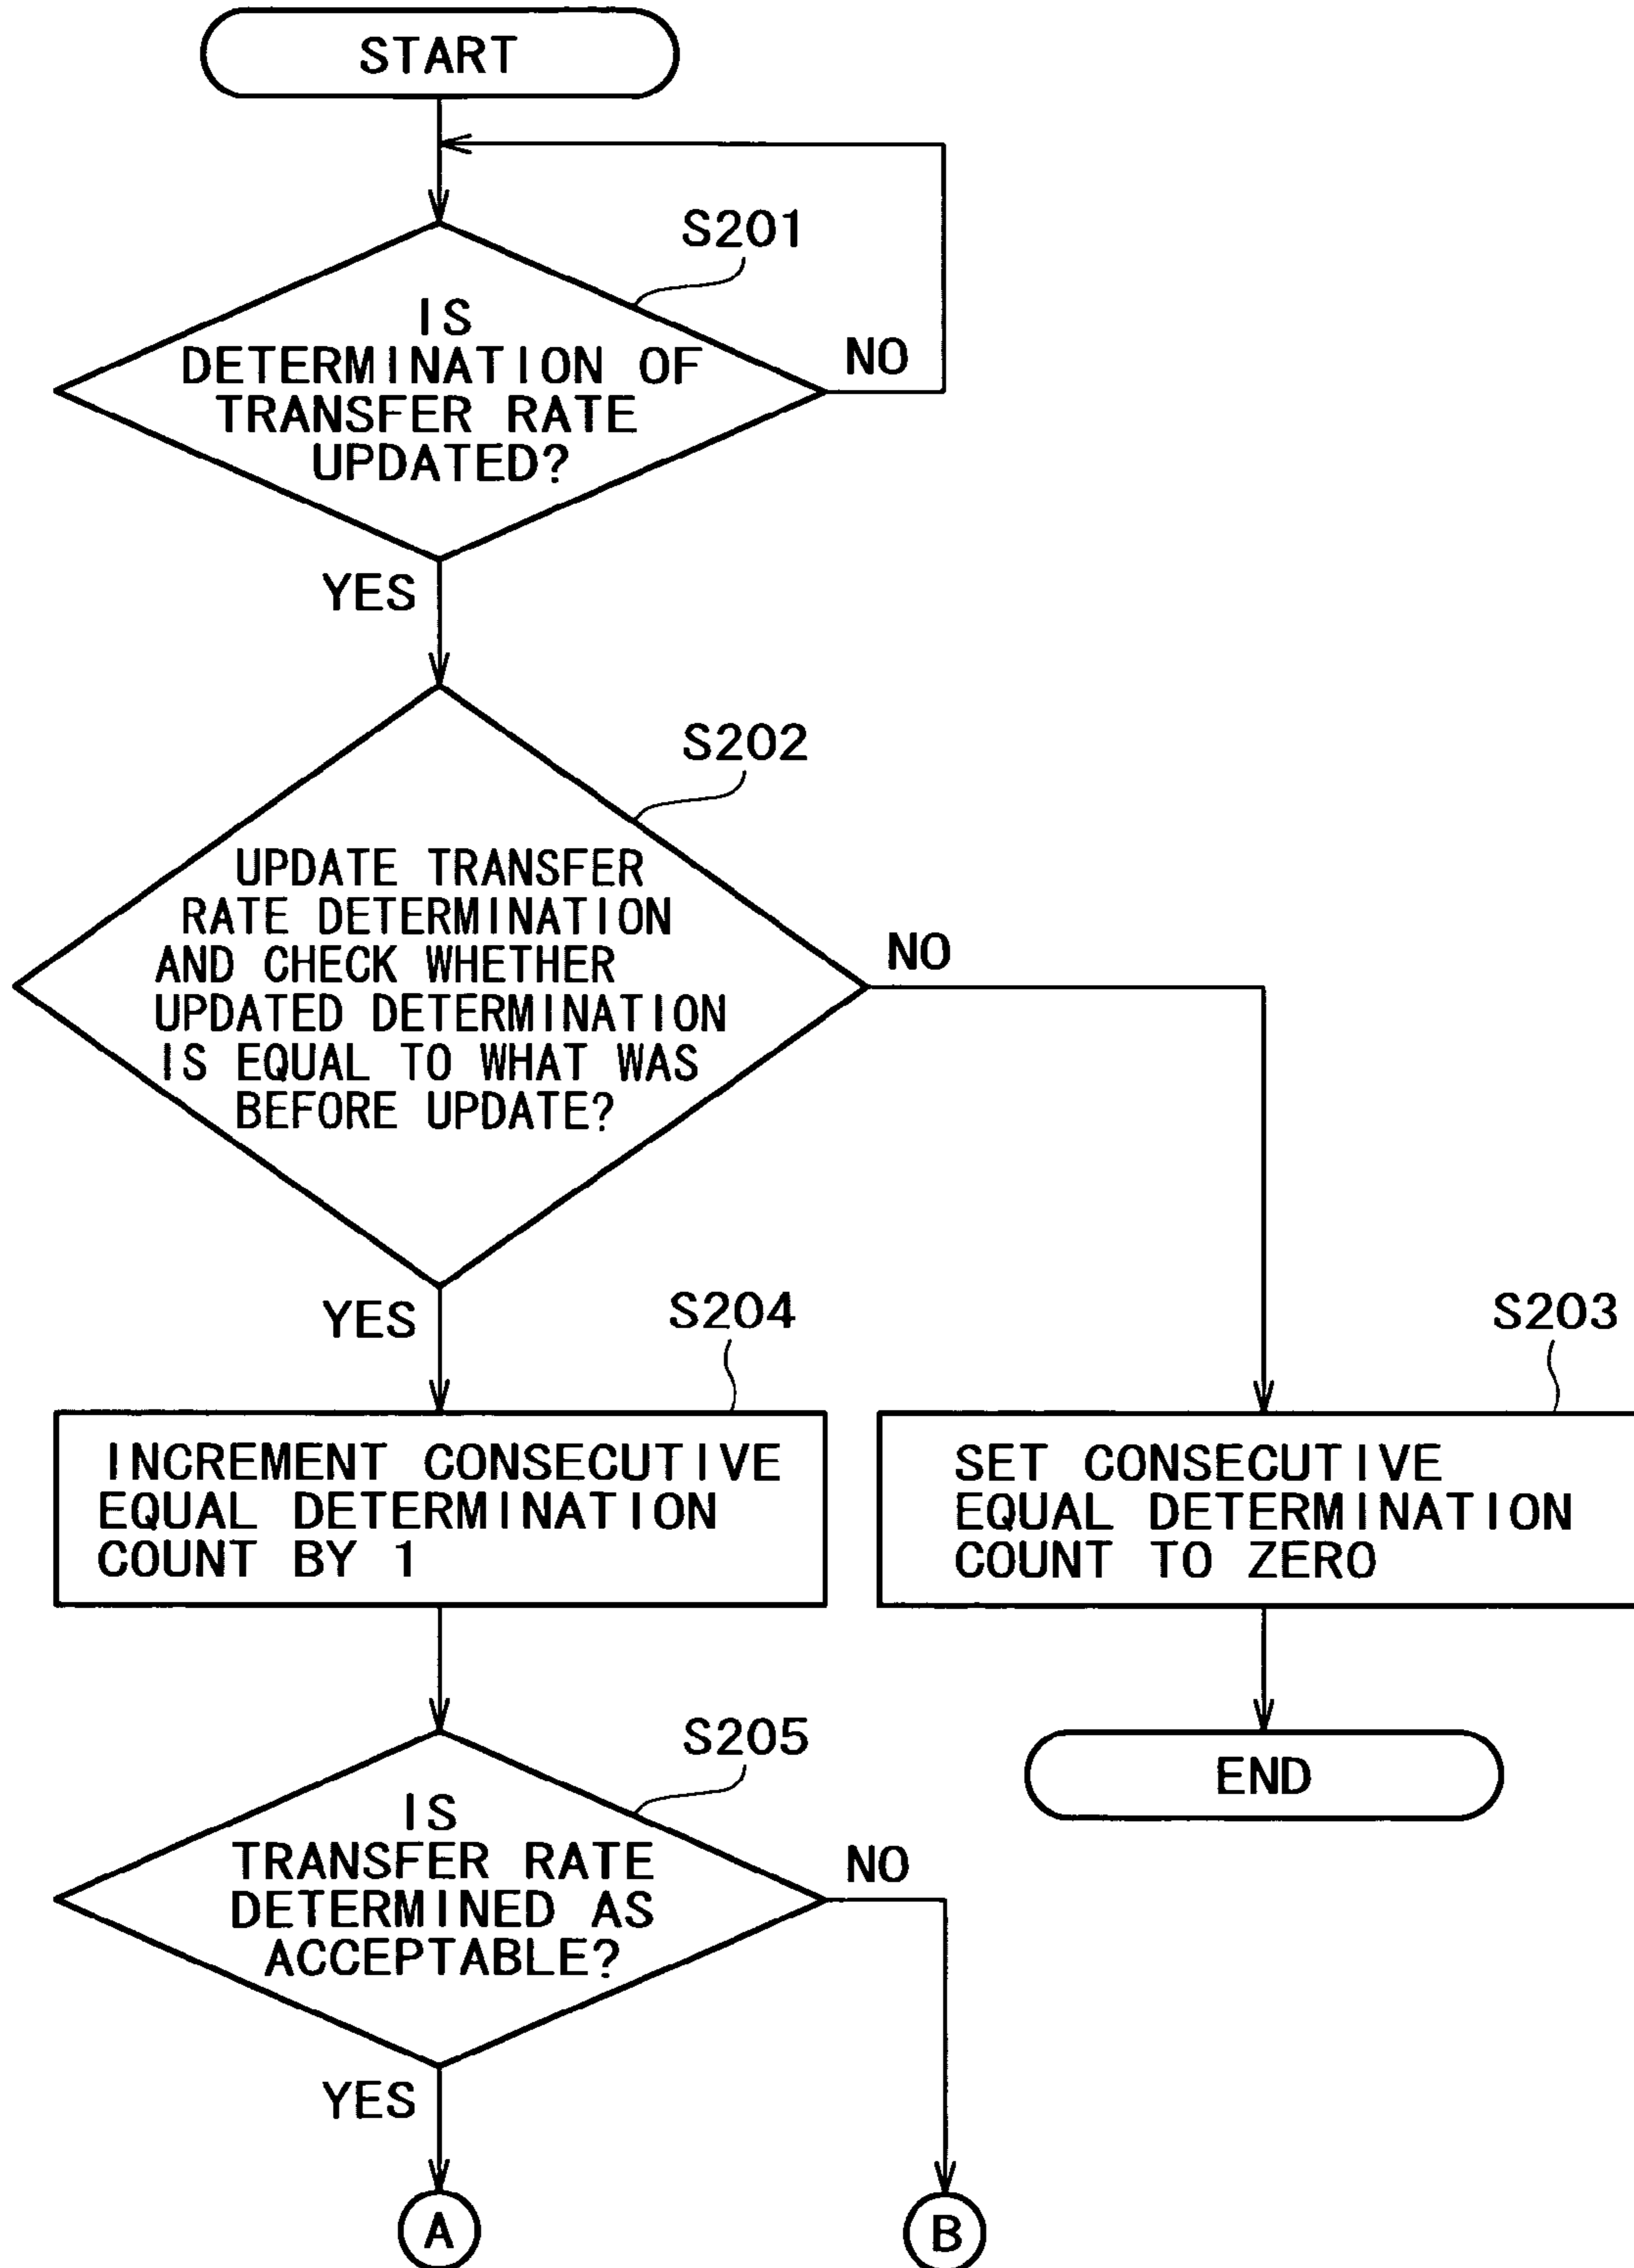 START
S201
IS
DETERMINATION OF
TRANSFER RATE
UPDATED?
NO
YES
S202
UPDATE TRANSFER
RATE DETERMINATION
AND CHECK WHETHER
UPDATED DETERMINATION
IS EQUAL TO WHAT WAS
BEFORE UPDATE?
NO
YES
S204
INCREMENT CONSECUTIVE
EQUAL DETERMINATION
COUNT BY 1
S203
SET CONSECUTIVE
EQUAL DETERMINATION
COUNT TO ZERO
END
S205
IS
TRANSFER RATE
DETERMINED AS
ACCEPTABLE?
NO
YES
A
B